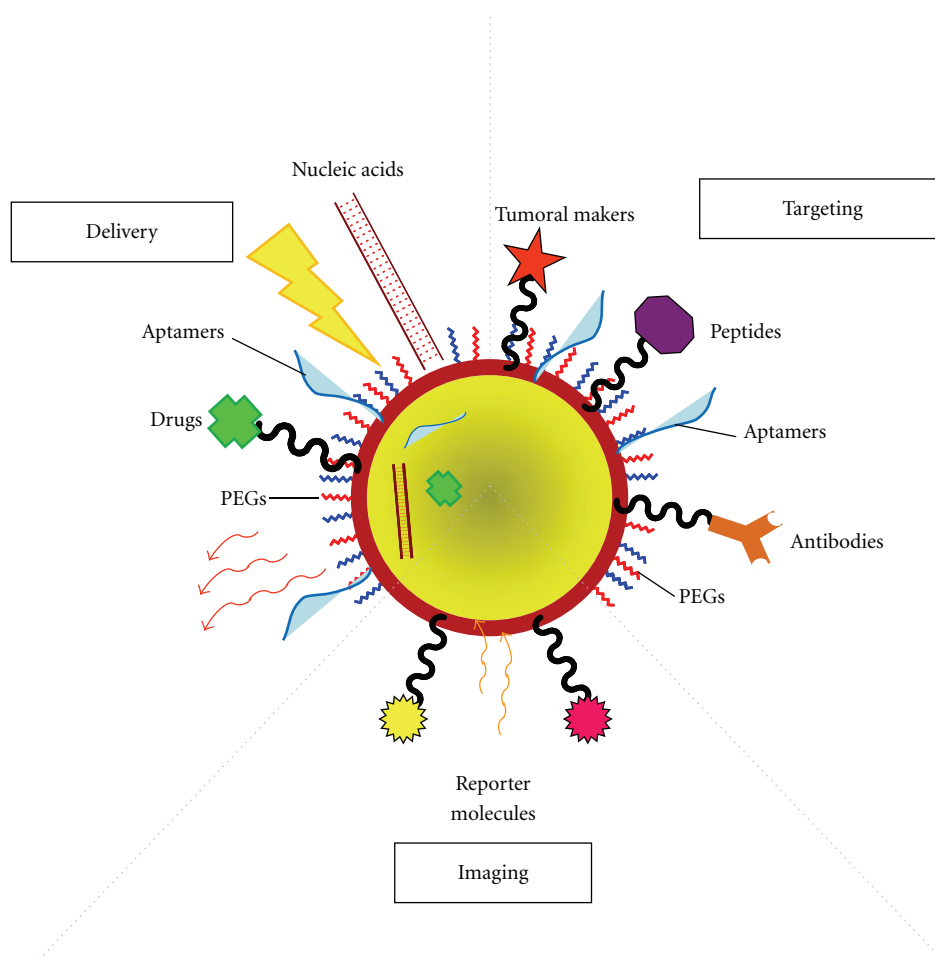 Nucleic acids
Delivery
Tumoral makers
Targeting
Aptamers
Peptides
Drugs
Aptamers
PEGs
Antibodies
PEGs
Reporter
molecules
Imaging